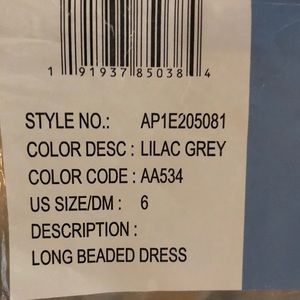 1 91937 85038 4
STYLE NO.: AP1E205081
COLOR DESC : LILAC GREY
COLOR CODE : AA534
US SIZE/DM : 6
DESCRIPTION :
LONG BEADED DRESS